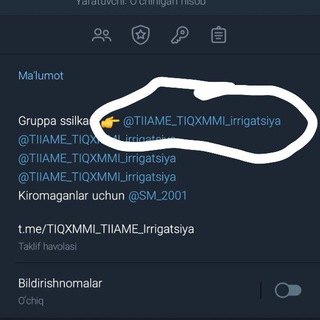 Yaratuvchi: O'chirilgan hisob
Ma'lumot
Gruppa ssilka 👉 @TIIAME_TIQXMMI_irrigatsiya
@TIIAME_TIQXMMI_irrigatsiya
@TIIAME_TIQXMMI_irrigatsiya
@TIIAME_TIQXMMI_irrigatsiya
Kiromaganlar uchun @SM_2001
t.me/TIQXMMI_TIIAME_Irrigatsiya
Taklif havolasi
Bildirishnomalar
O'chiq